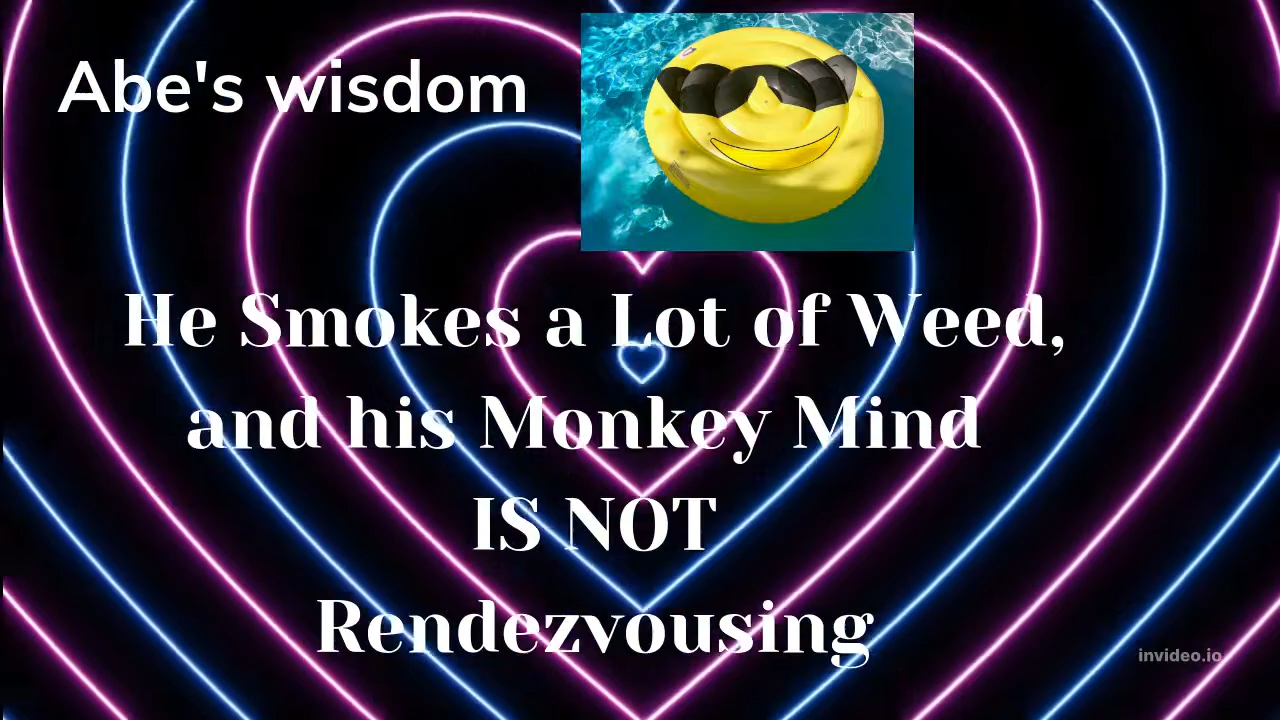 Abe's wisdom
He Smokes a Lot of Weed,
and his Monkey Mind
IS NOT
Rendezvousing
invideo.io